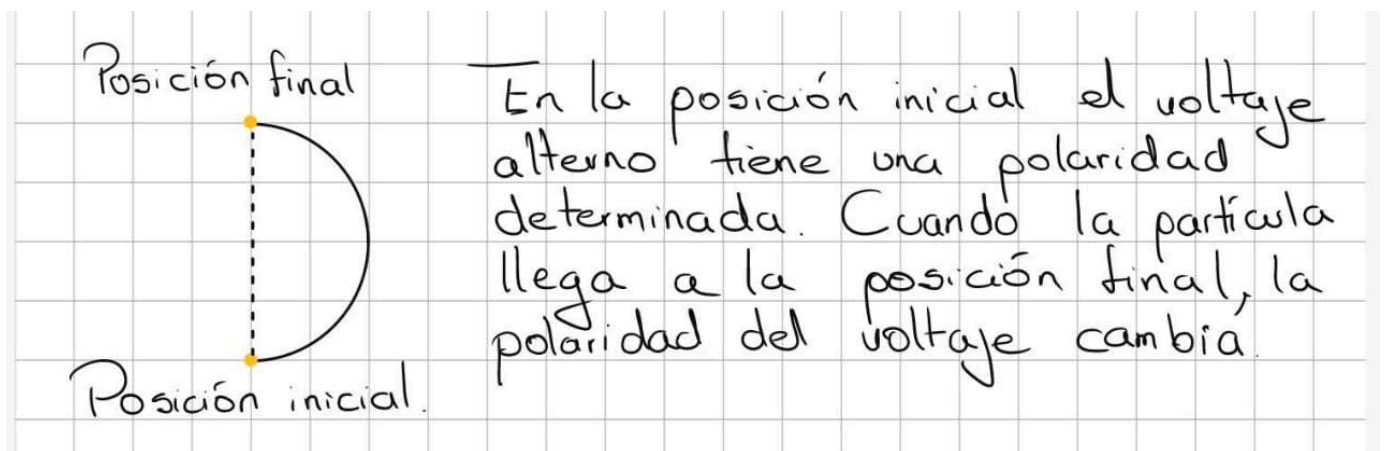 Posición final
En la posición inicial el voltaje
alterno tiene una polaridad
determinada. Cuando la partícula
llega a la posición final, la
polaridad del voltaje cambia.
Posición inicial.